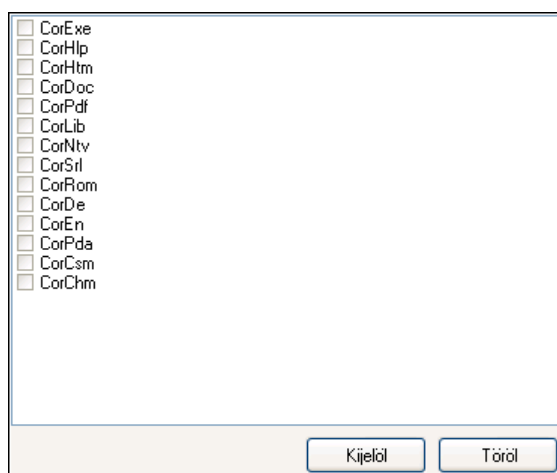 CorExe
CorHlp
CorHtm
CorDoc
CorPdf
CorLib
CorNtv
CorSrl
CorRom
CorDe
CorEn
CorPda
CorCsm
CorChm
Kijelöl Töröl